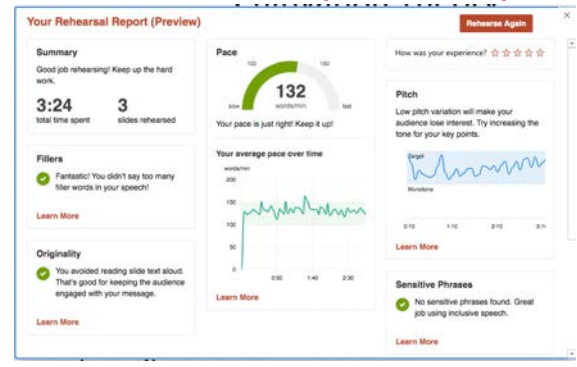 Your Rehearsal Report (Preview)
Rehearse Again
Summary
Good job rehearsing! Keep up the hard
work.
3:24
total time spent
3
slides rehearsed
Fillers
Fantastic! You didn't say too many
filler words in your speech!
Learn More
Originality
You avoided reading slide text aloud.
That's good for keeping the audience
engaged with your message.
Learn More
Pace
100
150
132
words/min
slow
fast
Your pace is just right! Keep it up!
Your average pace over time
words/min
200
150
100
50
0
0:50
1:40
2:30
Learn More
How was your experience?
Pitch
Low pitch variation will make your
audience lose interest. Try increasing the
tone for your key points.
Target
Monotone
0:10
1:10
2:10
Learn More
Sensitive Phrases
No sensitive phrases found. Great
job using inclusive speech.
Learn More